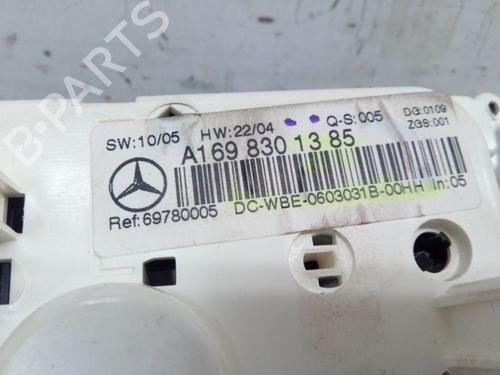 SW:10/05 HW:22/04 Q-S:005 DG:0109
ZGS:001
A169 830 13 85
Ref:69780005 DC-WBE-0603031B-00HH In:05
B-PARTS